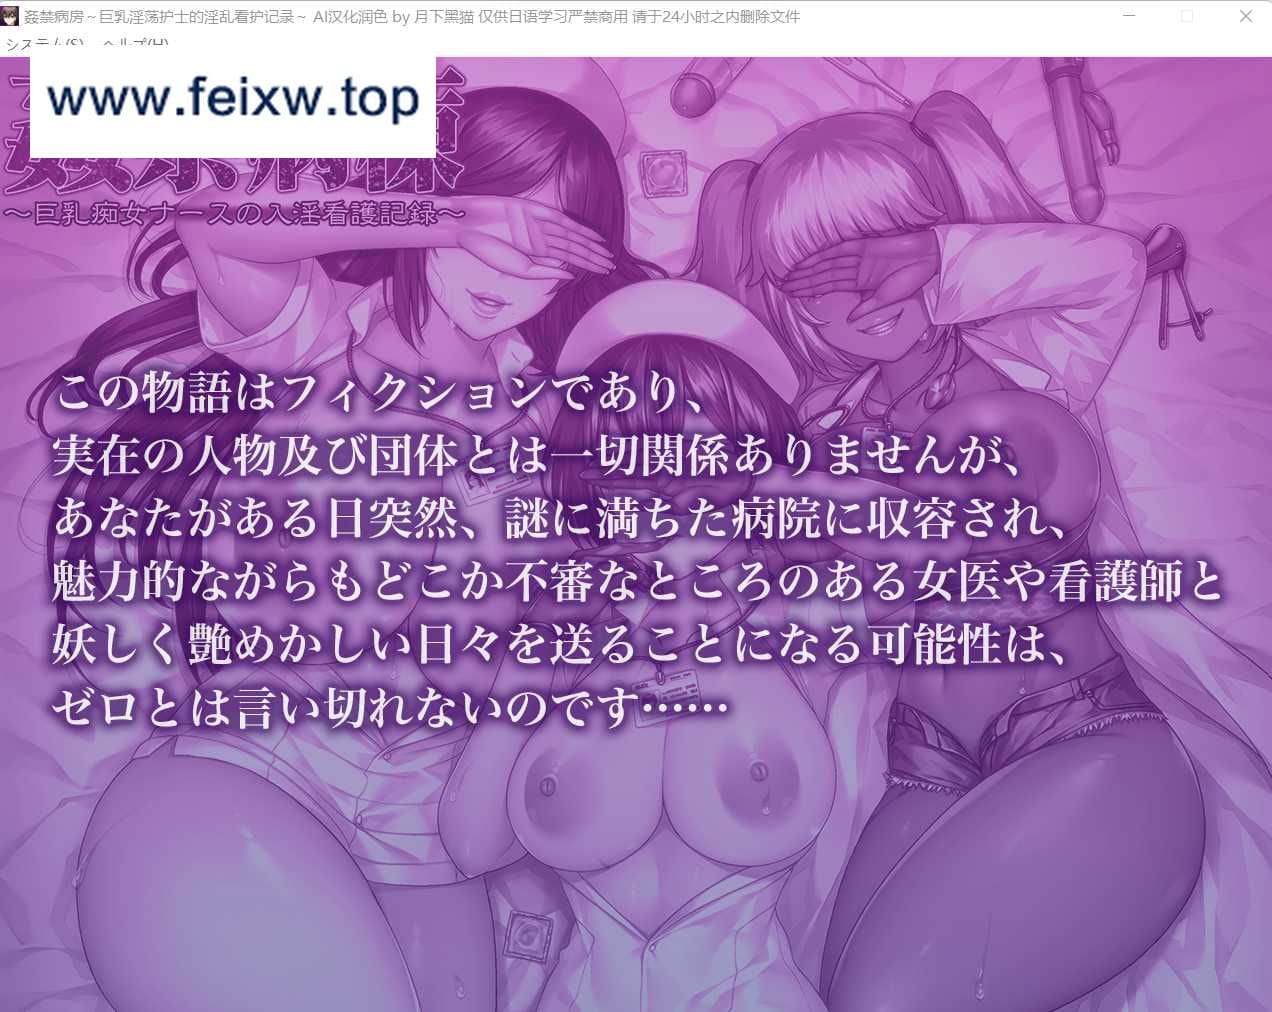 姦禁病房～巨乳淫荡护士的淫乱看护记录～ AI汉化润色 by 月下黑猫 仅供日语学习严禁商用 请于24小时之内删除文件
システム(S) ヘルプ(H)
www.feixw.top
～巨乳痴女ナースの入淫看護記録～
この物語はフィクションであり、
実在の人物及び団体とは一切関係ありませんが、
あなたがある日突然、謎に満ちた病院に収容され、
魅力的ながらもどこか不審なところのある女医や看護師と
妖しく艶めかしい日々を送ることになる可能性は、
ゼロとは言い切れないのです……